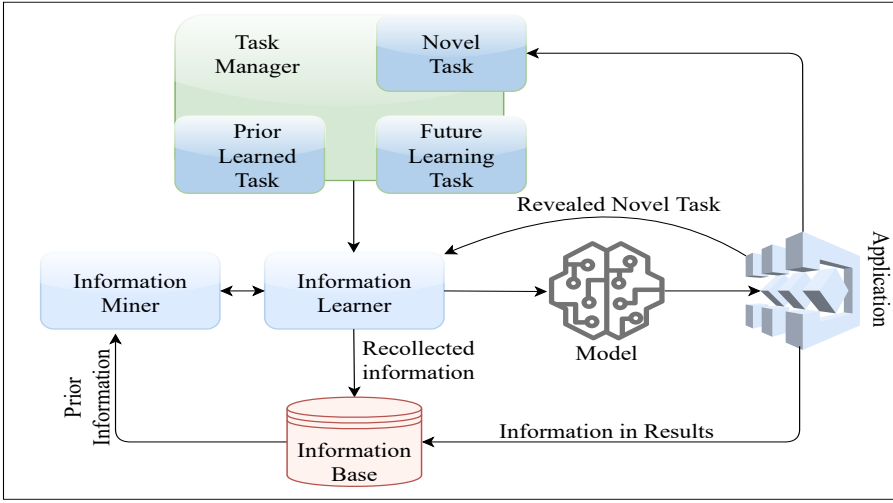 Task
Manager
Novel
Task
Prior
Learned
Task
Future
Learning
Task
Revealed Novel Task
Application
Information
Miner
Information
Learner
Model
Recollected
information
Prior
Information
Information in Results
Information
Base